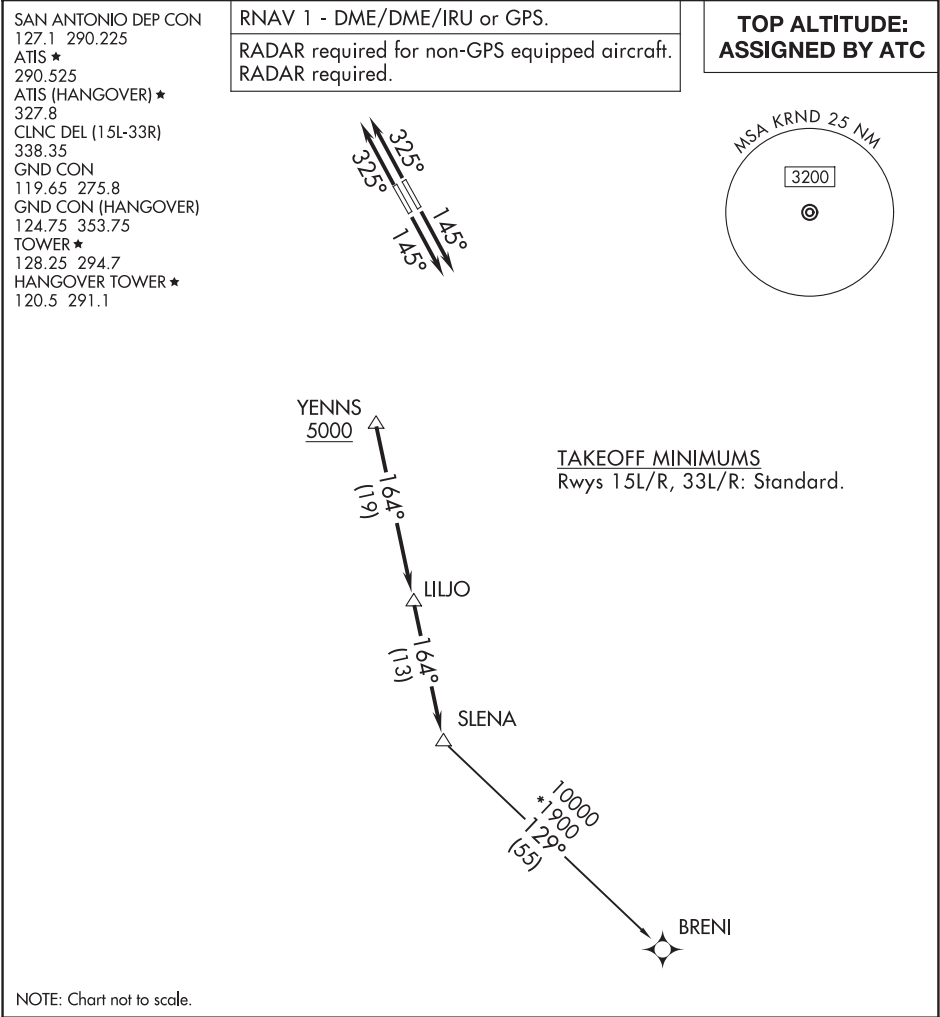 SAN ANTONIO DEP CON
127.1 290.225
ATIS ★
290.525
ATIS (HANGOVER) ★
327.8
CLNC DEL (15L-33R)
338.35
GND CON
119.65 275.8
GND CON (HANGOVER)
124.75 353.75
TOWER ★
128.25 294.7
HANGOVER TOWER ★
120.5 291.1
RNAV 1 - DME/DME/IRU or GPS.
RADAR required for non-GPS equipped aircraft.
RADAR required.
TOP ALTITUDE:
ASSIGNED BY ATC
MSA KRND 25 NM
3200
325°
325°
145°
145°
YENNS
5000
164°
(19)
TAKEOFF MINIMUMS
Rwys 15L/R, 33L/R: Standard.
LILJO
164°
(13)
SLENA
10000
*1900
129°
(55)
BRENI
NOTE: Chart not to scale.